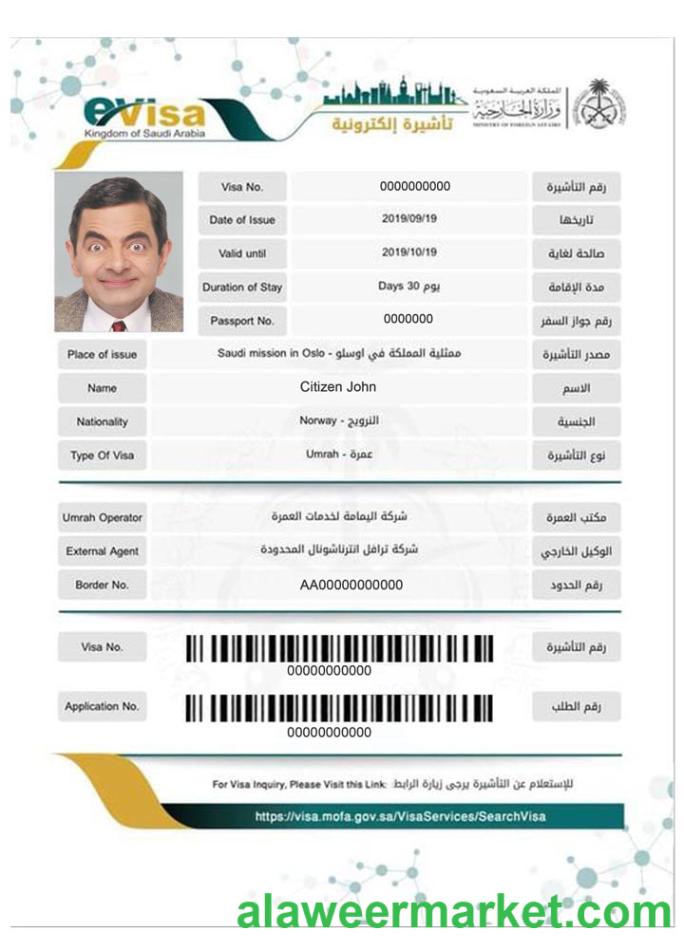 eVisa
Kingdom of Saudi Arabia
تأشيرة إلكترونية
المملكة العربية السعودية
وزارة الخارجية
MINISTRY OF FOREIGN AFFAIRS
Visa No. 0000000000 رقم التأشيرة
Date of Issue 2019/09/19 تاريخها
Valid until 2019/10/19 صالحة لغاية
Duration of Stay Days 30 يوم مدة الإقامة
Passport No. 0000000 رقم جواز السفر
Place of issue Saudi mission in Oslo - ممثلية المملكة في اوسلو مصدر التأشيرة
Name Citizen John الاسم
Nationality Norway - النرويج الجنسية
Type Of Visa Umrah - عمرة نوع التأشيرة
Umrah Operator شركة اليمامة لخدمات العمرة مكتب العمرة
External Agent شركة ترافل انترناشونال المحدودة الوكيل الخارجي
Border No. AA00000000000 رقم الحدود
Visa No. رقم التأشيرة
00000000000
Application No. رقم الطلب
00000000000
For Visa Inquiry, Please Visit this Link: للإستعلام عن التأشيرة يرجى زيارة الرابط:
https://visa.mofa.gov.sa/VisaServices/SearchVisa
alaweermarket.com